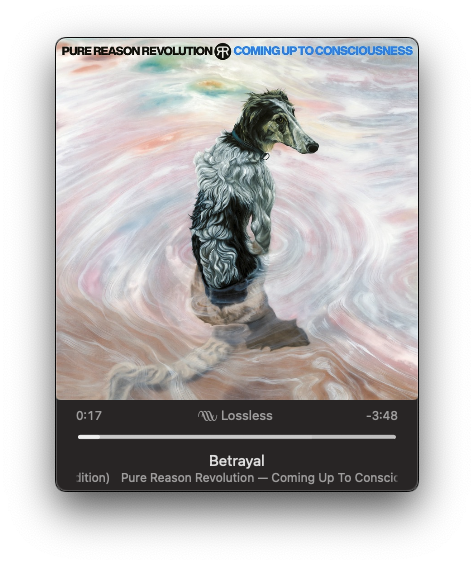 PURE REASON REVOLUTION RR COMING UP TO CONSCIOUSNESS
0:17 Lossless -3:48
Betrayal
dition) Pure Reason Revolution — Coming Up To Consci